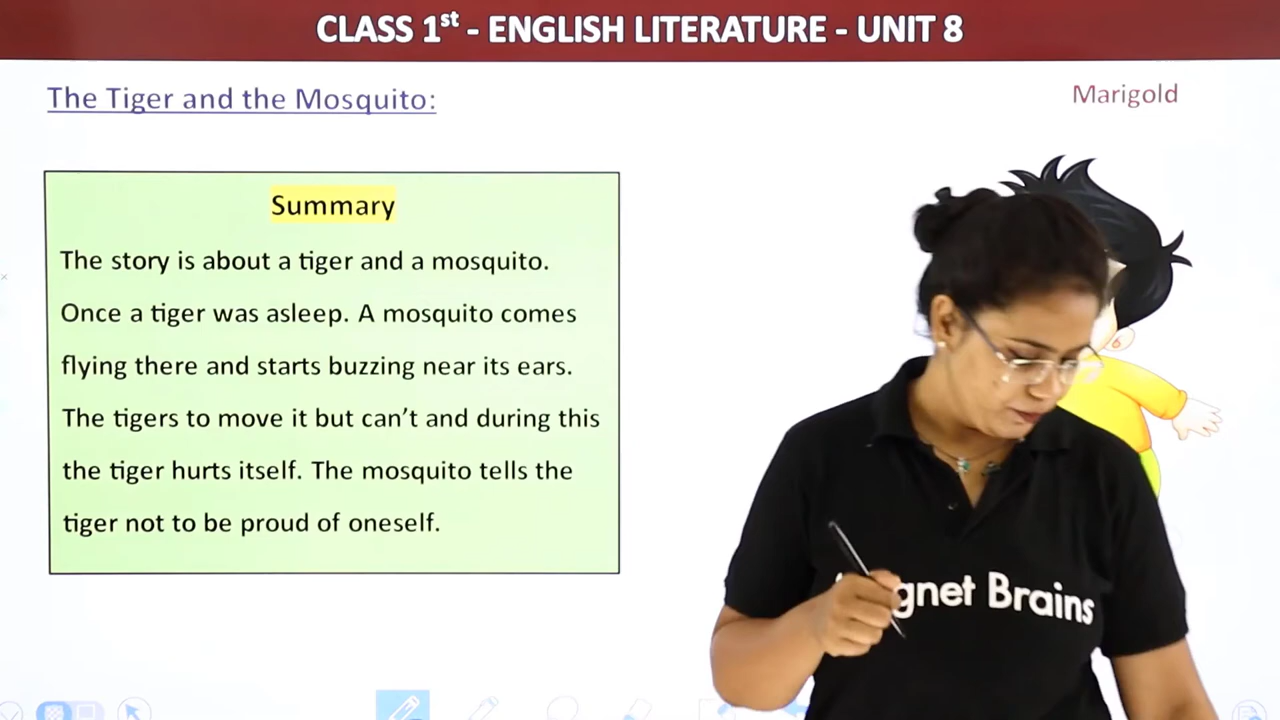 CLASS 1st - ENGLISH LITERATURE - UNIT 8
The Tiger and the Mosquito:
Marigold
Summary
The story is about a tiger and a mosquito.
Once a tiger was asleep. A mosquito comes
flying there and starts buzzing near its ears.
The tigers to move it but can’t and during this
the tiger hurts itself. The mosquito tells the
tiger not to be proud of oneself.
Brains